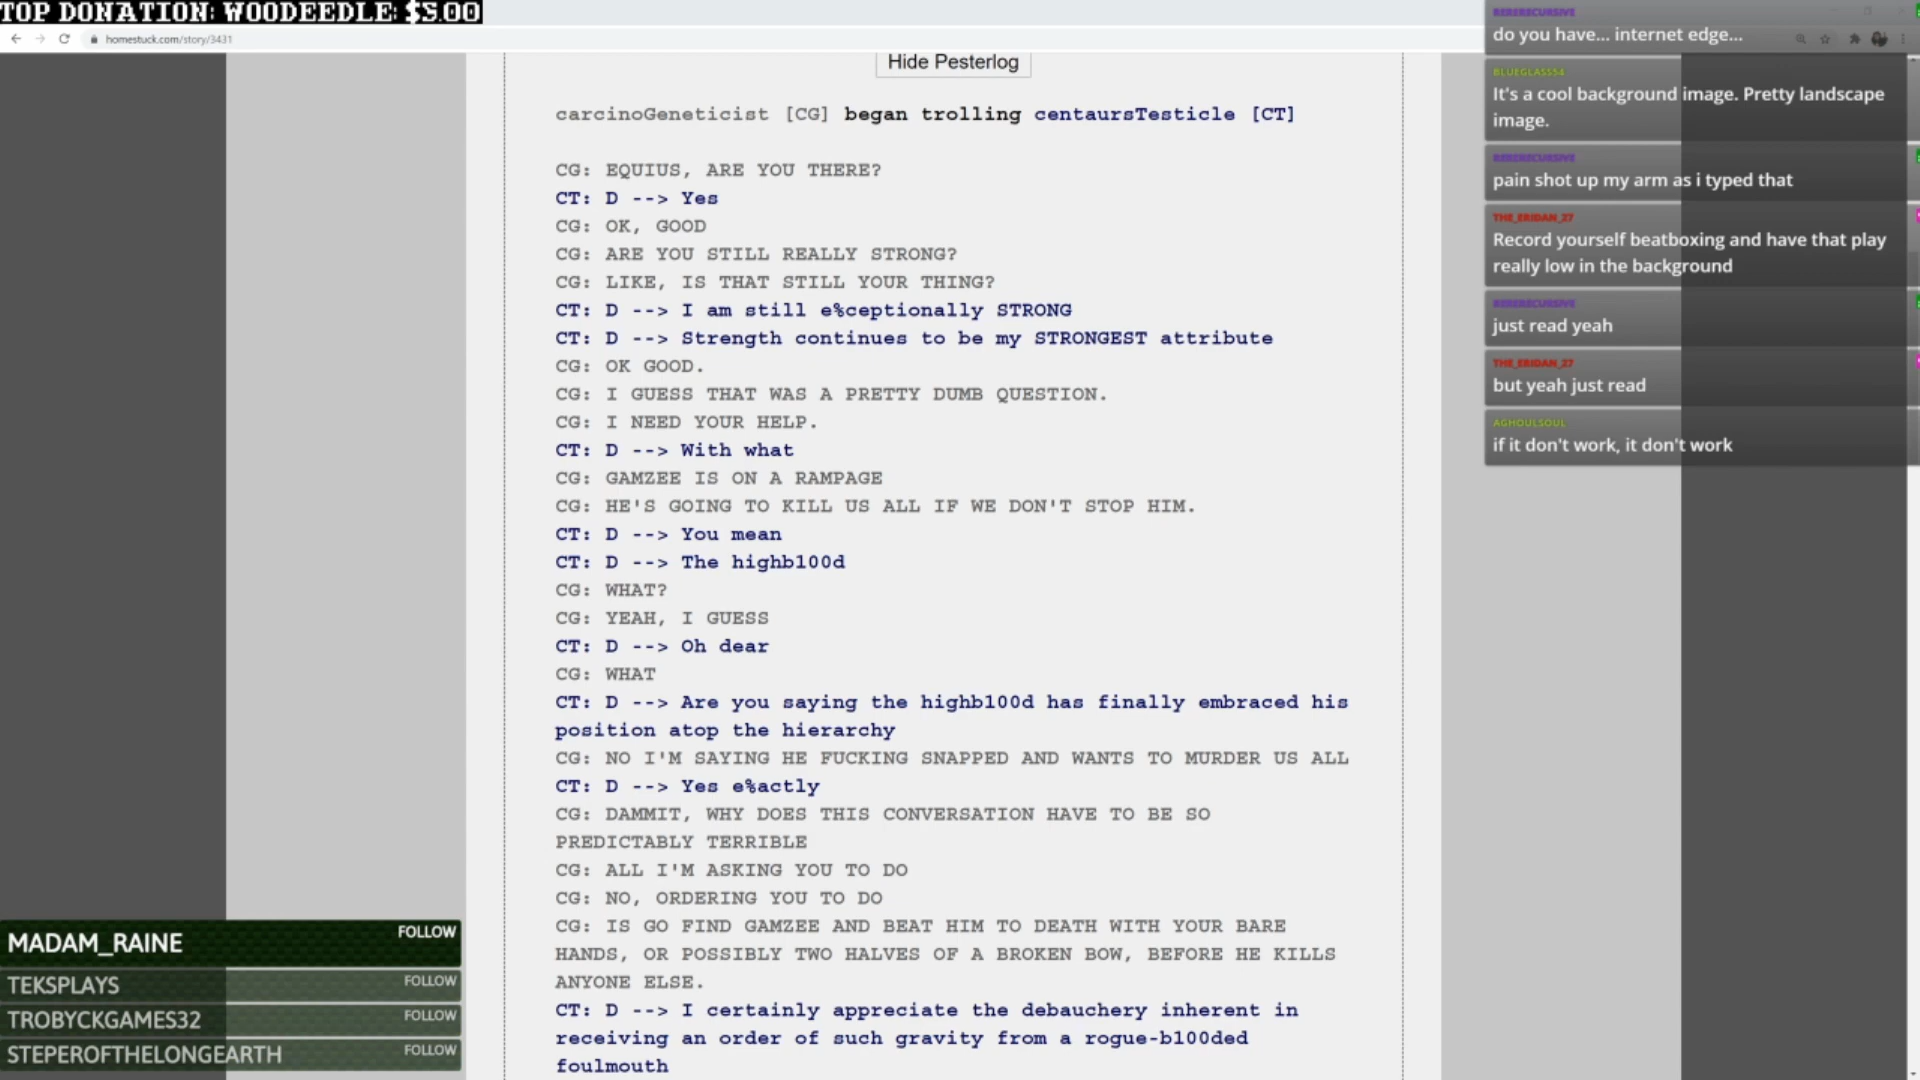 TOP DONATION: WOODEEDLE: $5.00
homestuck.com/story/3431
Hide Pesterlog
carcinoGeneticist [CG] began trolling centaursTesticle [CT]
CG: EQUIUS, ARE YOU THERE?
CT: D --> Yes
CG: OK, GOOD
CG: ARE YOU STILL REALLY STRONG?
CG: LIKE, IS THAT STILL YOUR THING?
CT: D --> I am still e%ceptionally STRONG
CT: D --> Strength continues to be my STRONGEST attribute
CG: OK GOOD.
CG: I GUESS THAT WAS A PRETTY DUMB QUESTION.
CG: I NEED YOUR HELP.
CT: D --> With what
CG: GAMZEE IS ON A RAMPAGE
CG: HE'S GOING TO KILL US ALL IF WE DON'T STOP HIM.
CT: D --> You mean
CT: D --> The highb100d
CG: WHAT?
CG: YEAH, I GUESS
CT: D --> Oh dear
CG: WHAT
CT: D --> Are you saying the highb100d has finally embraced his
position atop the hierarchy
CG: NO I'M SAYING HE FUCKING SNAPPED AND WANTS TO MURDER US ALL
CT: D --> Yes e%actly
CG: DAMMIT, WHY DOES THIS CONVERSATION HAVE TO BE SO
PREDICTABLY TERRIBLE
CG: ALL I'M ASKING YOU TO DO
CG: NO, ORDERING YOU TO DO
CG: IS GO FIND GAMZEE AND BEAT HIM TO DEATH WITH YOUR BARE
HANDS, OR POSSIBLY TWO HALVES OF A BROKEN BOW, BEFORE HE KILLS
ANYONE ELSE.
CT: D --> I certainly appreciate the debauchery inherent in
receiving an order of such gravity from a rogue-b100ded
foulmouth
RERERECURSIVE
do you have... internet edge...
BLUEGLASS54
It's a cool background image. Pretty landscape
image.
RERERECURSIVE
pain shot up my arm as i typed that
THE_ERIDAN_27
Record yourself beatboxing and have that play
really low in the background
RERERECURSIVE
just read yeah
THE_ERIDAN_27
but yeah just read
AGHOULSOUL
if it don't work, it don't work
MADAM_RAINE FOLLOW
TEKSPLAYS FOLLOW
TROBYCKGAMES32 FOLLOW
STEPEROFTHELONGEARTH FOLLOW